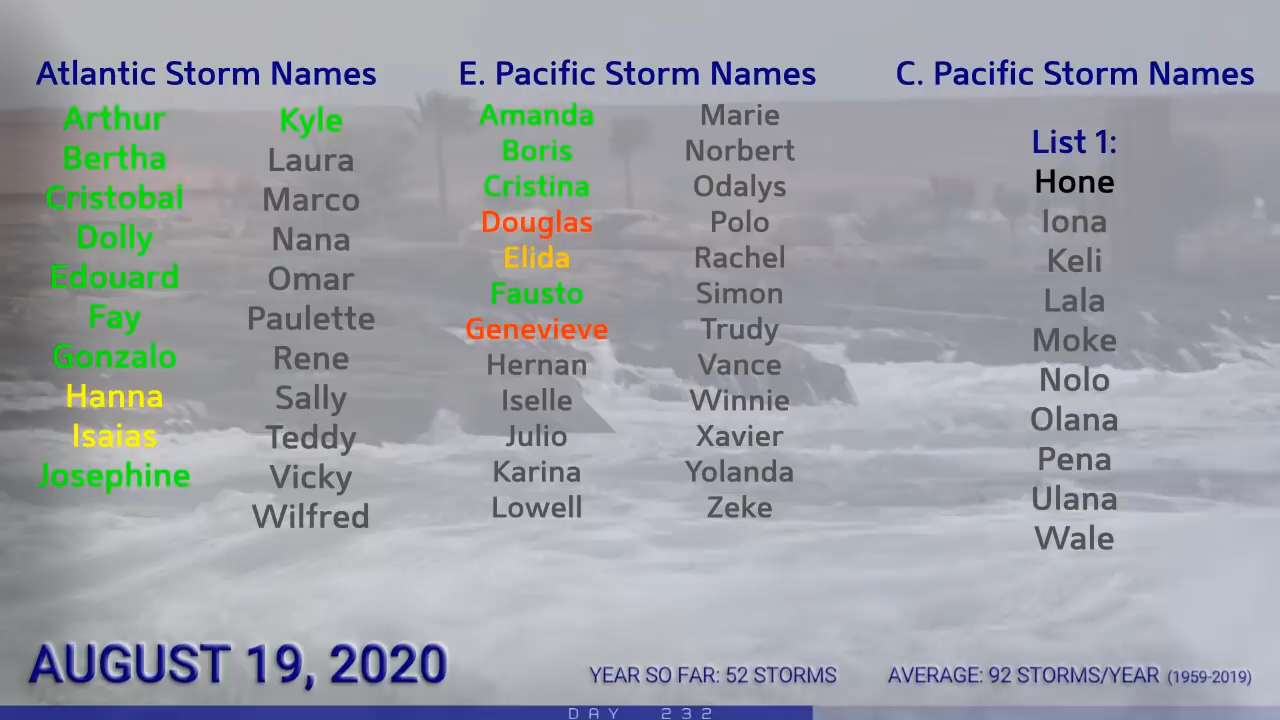 Atlantic Storm Names
Arthur
Bertha
Cristobal
Dolly
Edouard
Fay
Gonzalo
Hanna
Isaias
Josephine
Kyle
Laura
Marco
Nana
Omar
Paulette
Rene
Sally
Teddy
Vicky
Wilfred
E. Pacific Storm Names
Amanda
Boris
Cristina
Douglas
Elida
Fausto
Genevieve
Hernan
Iselle
Julio
Karina
Lowell
Marie
Norbert
Odalys
Polo
Rachel
Simon
Trudy
Vance
Winnie
Xavier
Yolanda
Zeke
C. Pacific Storm Names
List 1:
Hone
Iona
Keli
Lala
Moke
Nolo
Olana
Pena
Ulana
Wale
AUGUST 19, 2020
YEAR SO FAR: 52 STORMS
AVERAGE: 92 STORMS/YEAR (1959-2019)
DAY 232